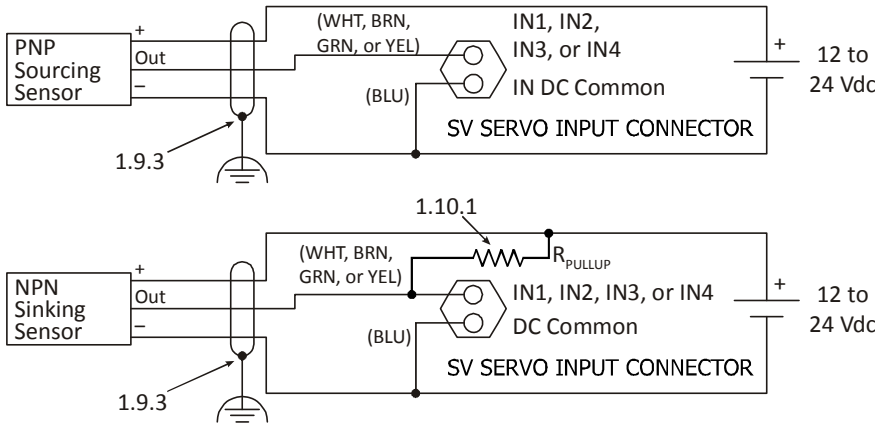 PNP
Sourcing
Sensor
+
Out
–
(WHT, BRN,
GRN, or YEL)
(BLU)
IN1, IN2,
IN3, or IN4
IN DC Common
SV SERVO INPUT CONNECTOR
+
12 to
24 Vdc
1.9.3
1.10.1
NPN
Sinking
Sensor
+
Out
–
(WHT, BRN,
GRN, or YEL)
(BLU)
RPULLUP
IN1, IN2, IN3, or IN4
DC Common
SV SERVO INPUT CONNECTOR
+
12 to
24 Vdc
1.9.3